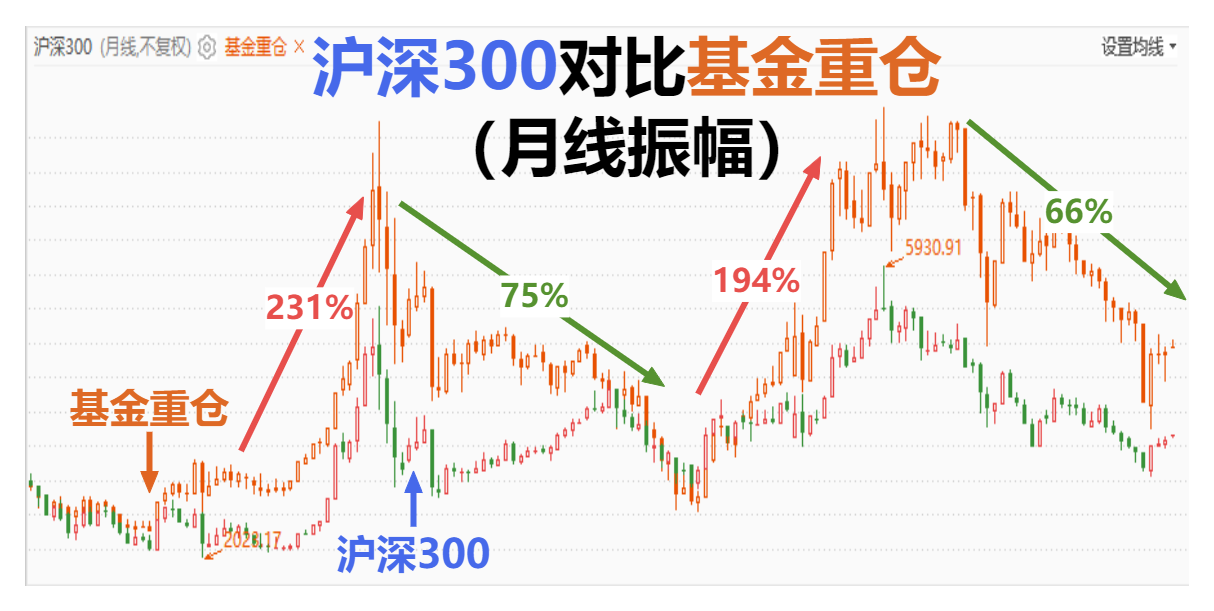 沪深300 (月线,不复权) 基金重仓 ×
设置均线
沪深300对比基金重仓
（月线振幅）
231%
75%
194%
66%
5930.91
基金重仓
2023.17
沪深300